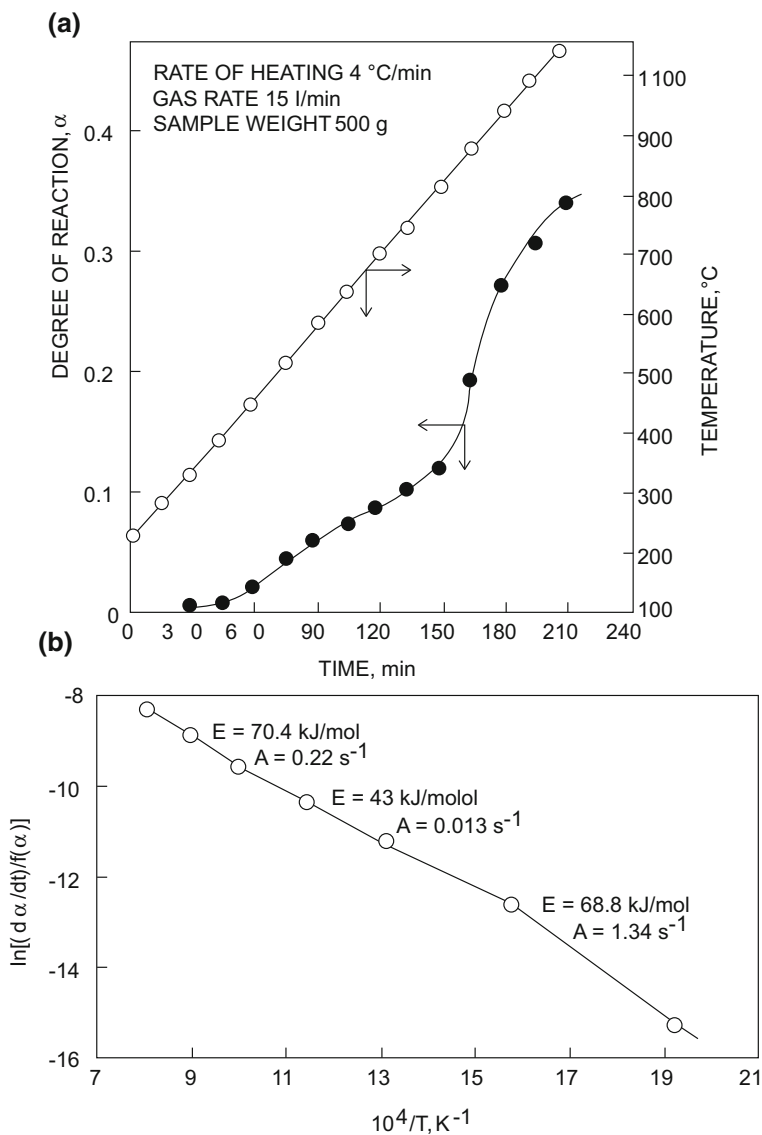 (a)
RATE OF HEATING 4 °C/min
GAS RATE 15 l/min
SAMPLE WEIGHT 500 g
DEGREE OF REACTION, α
0.4
0.3
0.2
0.1
0
1100
900
800
700
600
500
400
300
200
100
TEMPERATURE,°C
0 3 0 6 0 90 120 150 180 210 240
TIME, min
(b)
ln[( d α/dt)/f(α)]
-8
-10
-12
-14
-16
E = 70.4 kJ/mol
A = 0.22 s-1
E = 43 kJ/molol
A = 0.013 s-1
E = 68.8 kJ/mol
A = 1.34 s-1
7 9 11 13 15 17 19 21
10⁴/T, K-1